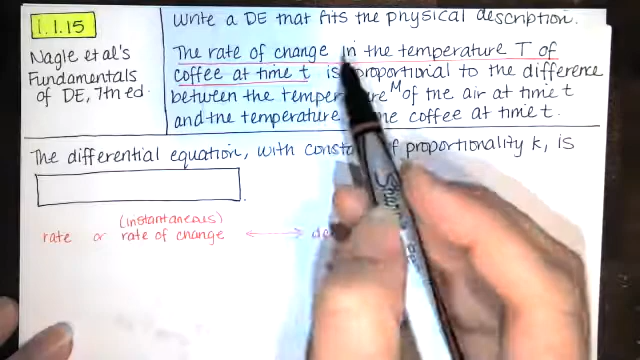 1.1.15
Nagle et al's
Fundamentals
of DE, 7th ed.
Write a DE that fits the physical description.
The rate of change in the temperature T of
coffee at time t is proportional to the difference
between the temperature M of the air at time t
and the temperature coffee at time t.
The differential equation, with of proportionality k, is
(instantaneous)
rate or rate of change ⟷
Sharpie